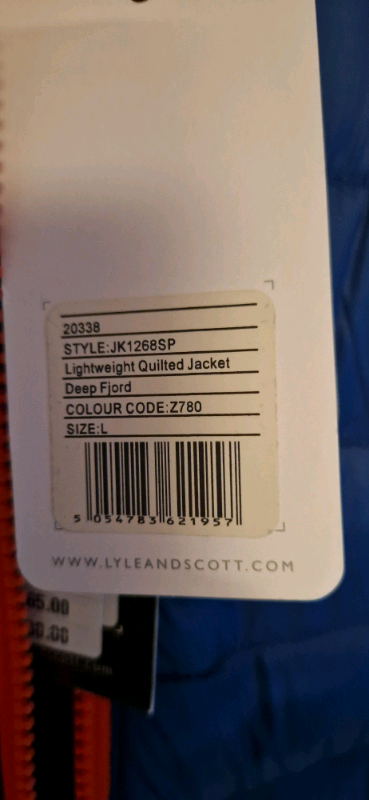 20338
STYLE:JK1268SP
Lightweight Quilted Jacket
Deep Fjord
COLOUR CODE:Z780
SIZE:L
5 054783 621957
WWW.LYLEANDSCOTT.COM